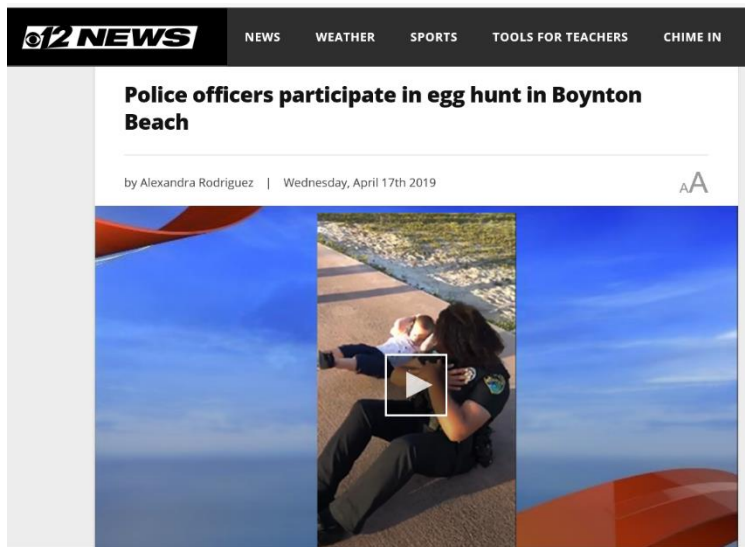 12 NEWS
NEWS WEATHER SPORTS TOOLS FOR TEACHERS CHIME IN
Police officers participate in egg hunt in Boynton
Beach
by Alexandra Rodriguez | Wednesday, April 17th 2019
AA